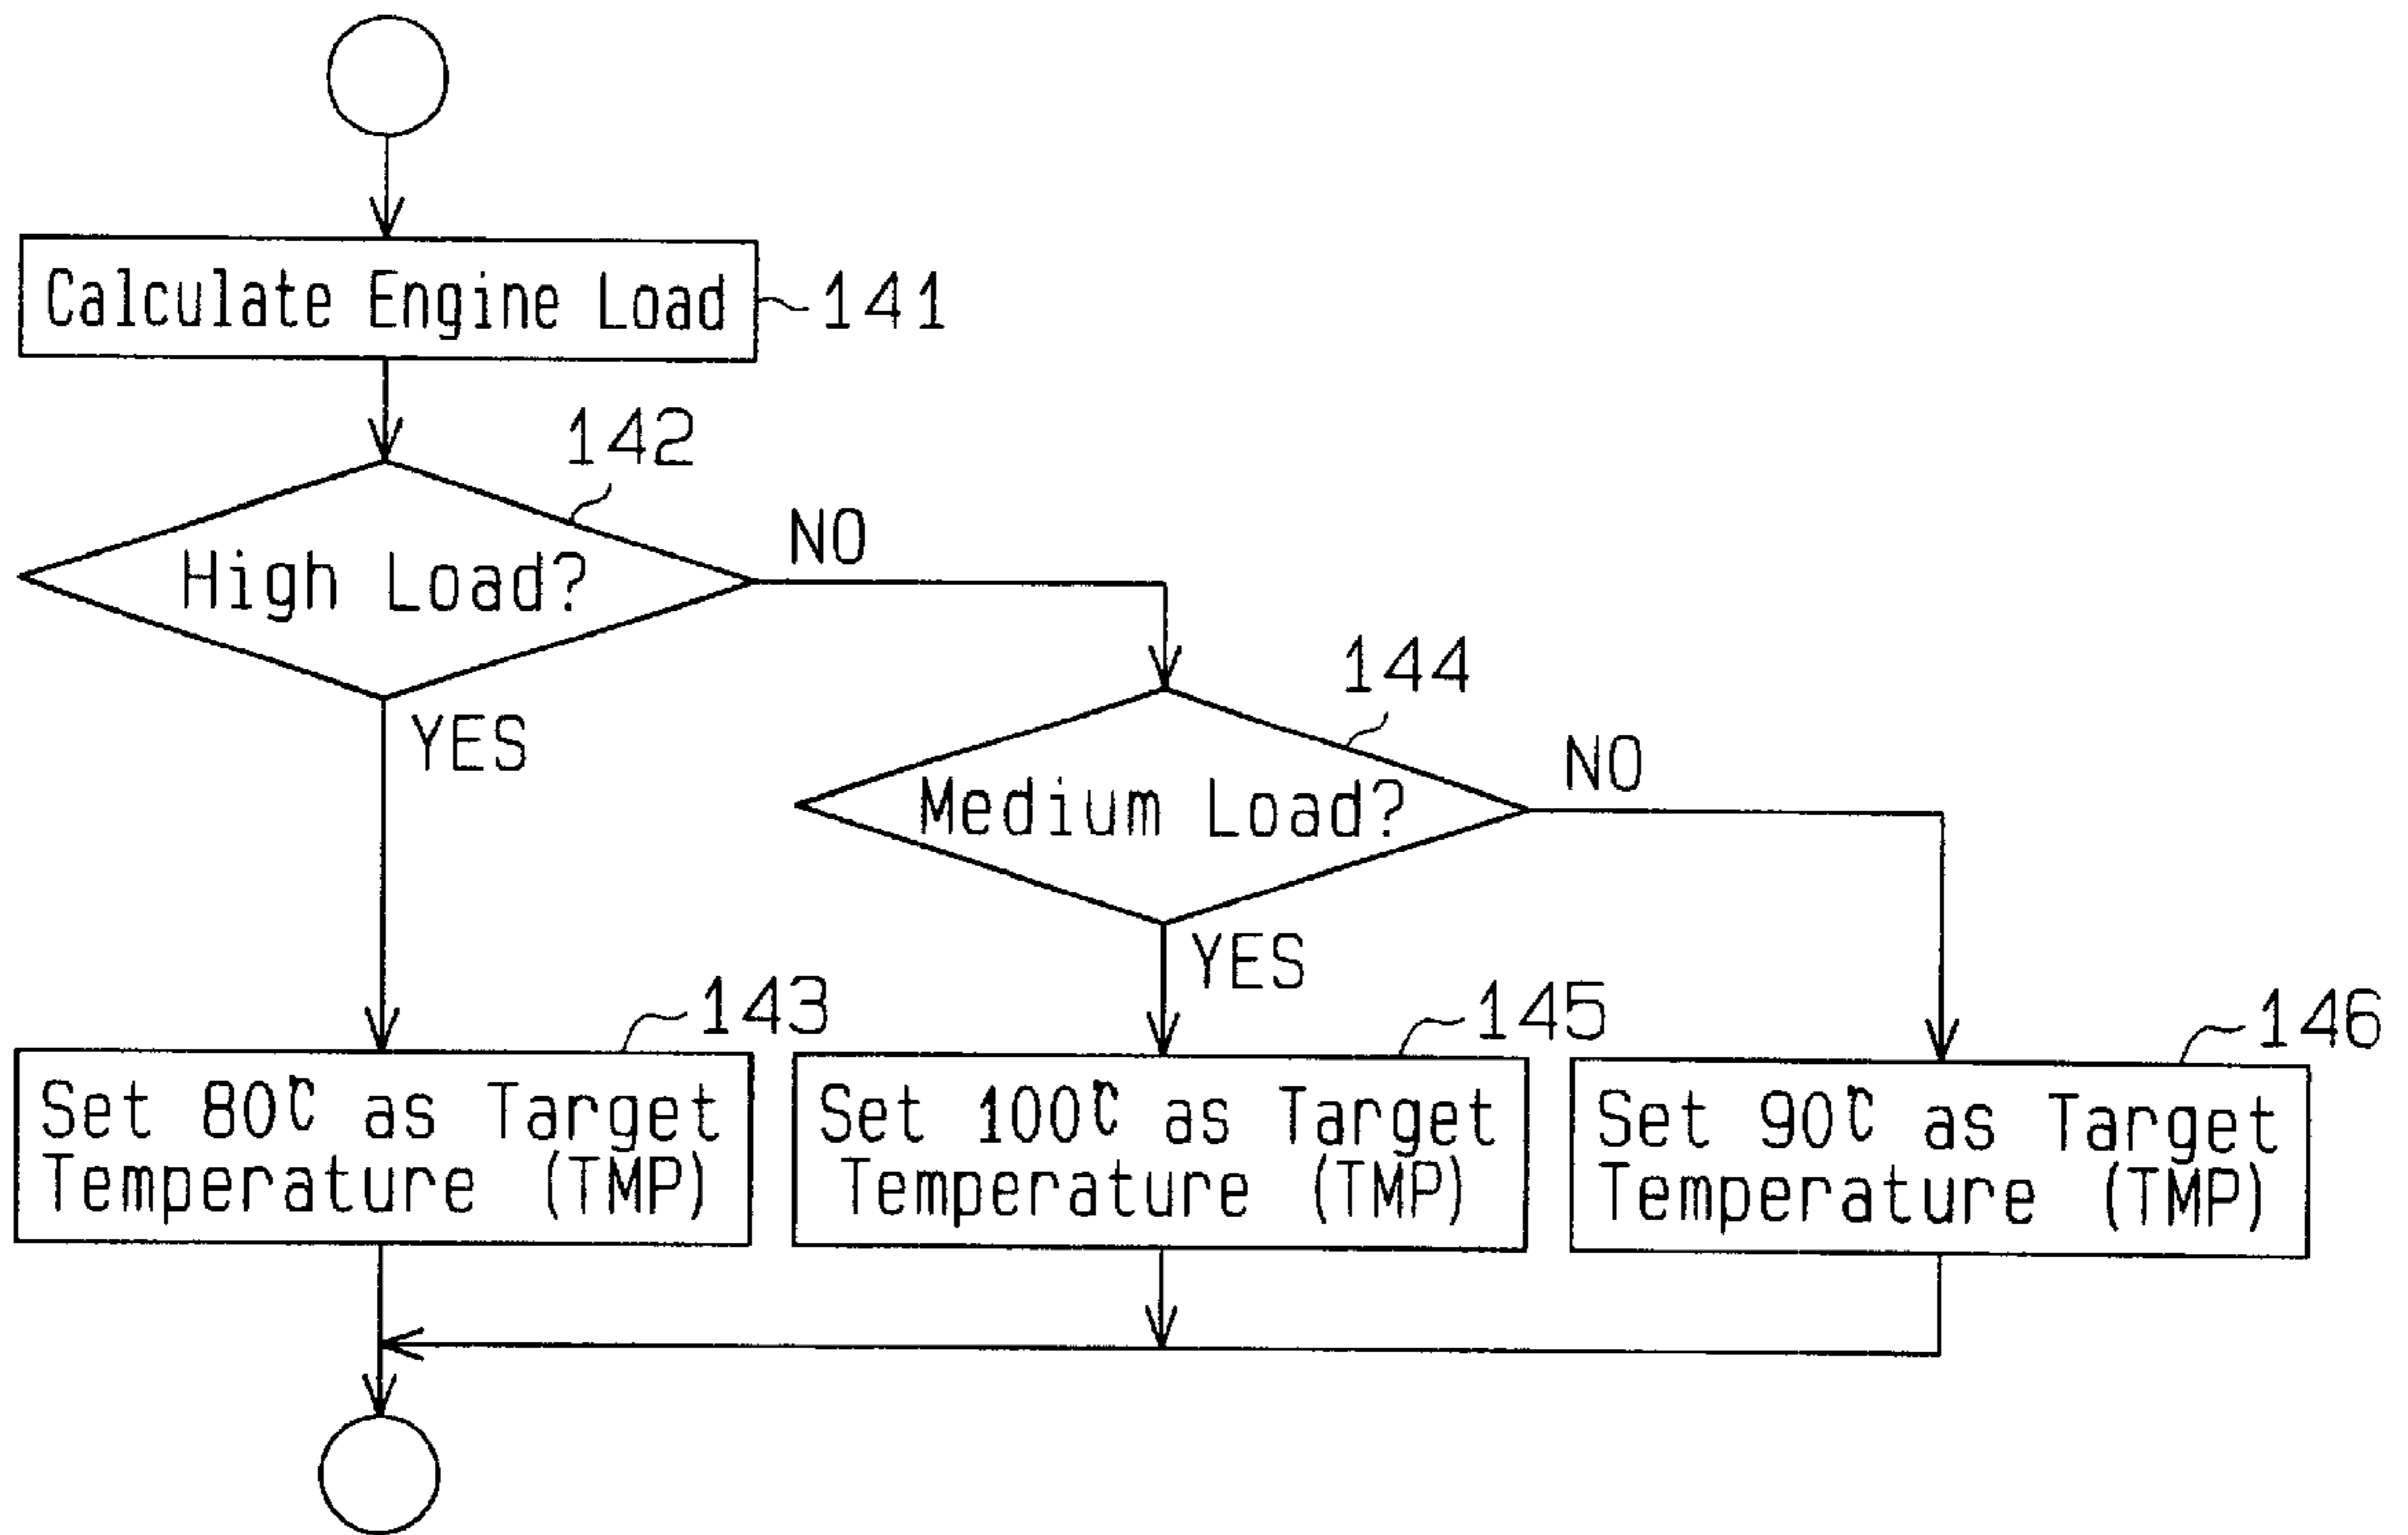 Calculate Engine Load
141
142
High Load?
NO
YES
144
Medium Load?
NO
YES
143
Set 80℃ as Target
Temperature (TMP)
145
Set 100℃ as Target
Temperature (TMP)
146
Set 90℃ as Target
Temperature (TMP)